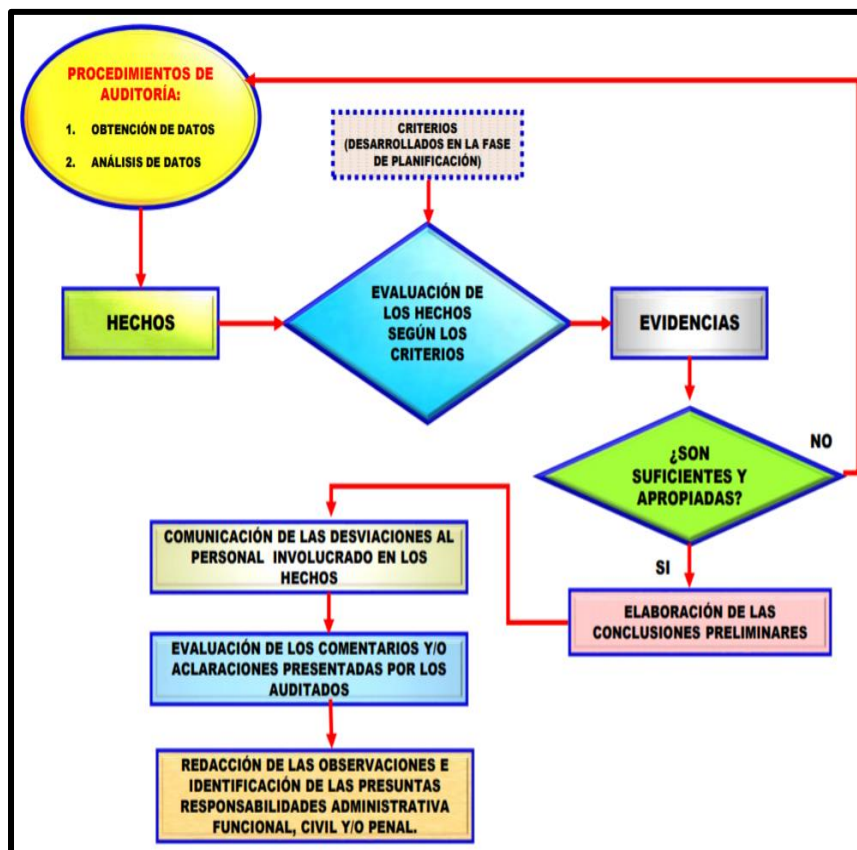 PROCEDIMIENTOS DE
AUDITORÍA:
1. OBTENCIÓN DE DATOS
2. ANÁLISIS DE DATOS
CRITERIOS
(DESARROLLADOS EN LA FASE
DE PLANIFICACIÓN)
HECHOS
EVALUACIÓN DE
LOS HECHOS
SEGÚN LOS
CRITERIOS
EVIDENCIAS
¿SON
SUFICIENTES Y
APROPIADAS?
NO
SI
ELABORACIÓN DE LAS
CONCLUSIONES PRELIMINARES
COMUNICACIÓN DE LAS DESVIACIONES AL
PERSONAL INVOLUCRADO EN LOS
HECHOS
EVALUACIÓN DE LOS COMENTARIOS Y/O
ACLARACIONES PRESENTADAS POR LOS
AUDITADOS
REDACCIÓN DE LAS OBSERVACIONES E
IDENTIFICACIÓN DE LAS PRESUNTAS
RESPONSABILIDADES ADMINISTRATIVA
FUNCIONAL, CIVIL Y/O PENAL.